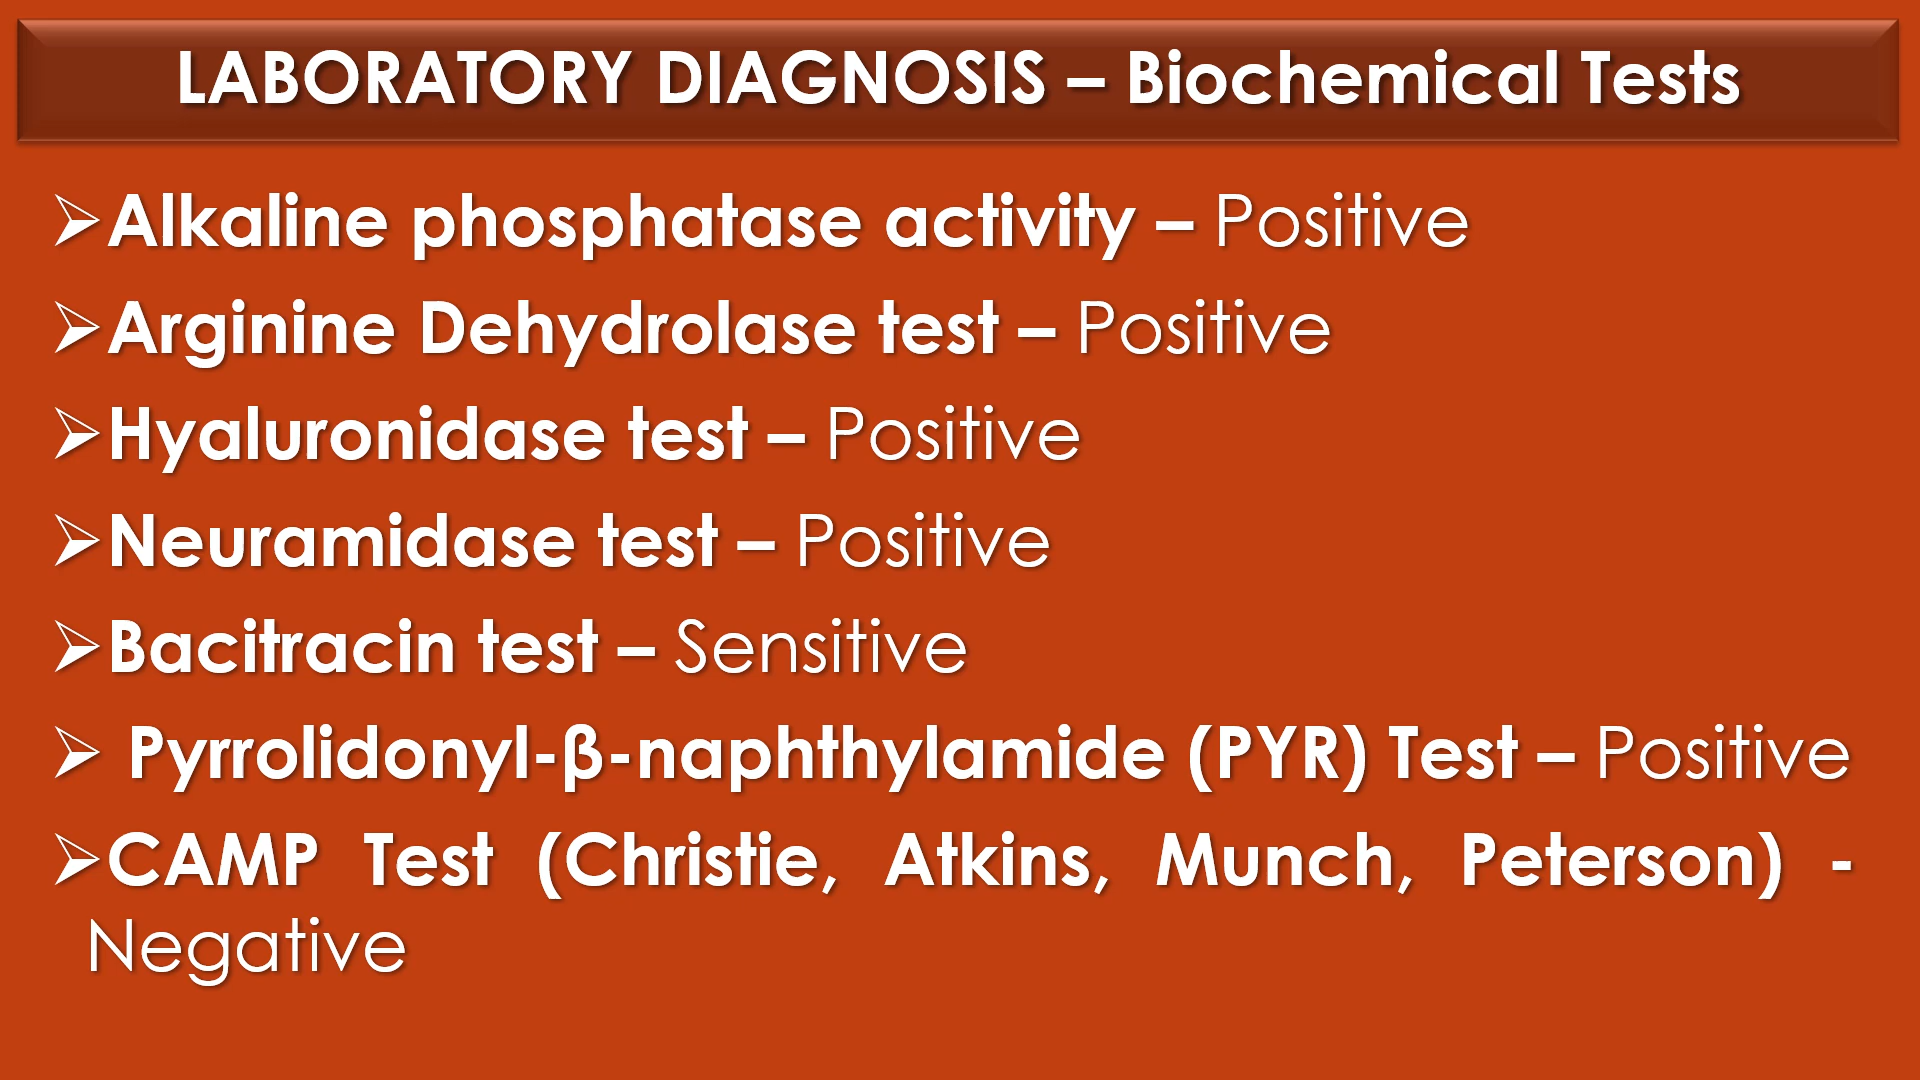 LABORATORY DIAGNOSIS – Biochemical Tests
➢Alkaline phosphatase activity – Positive
➢Arginine Dehydrolase test – Positive
➢Hyaluronidase test – Positive
➢Neuramidase test – Positive
➢Bacitracin test – Sensitive
➢ Pyrrolidonyl-β-naphthylamide (PYR) Test – Positive
➢CAMP Test (Christie, Atkins, Munch, Peterson) -
Negative